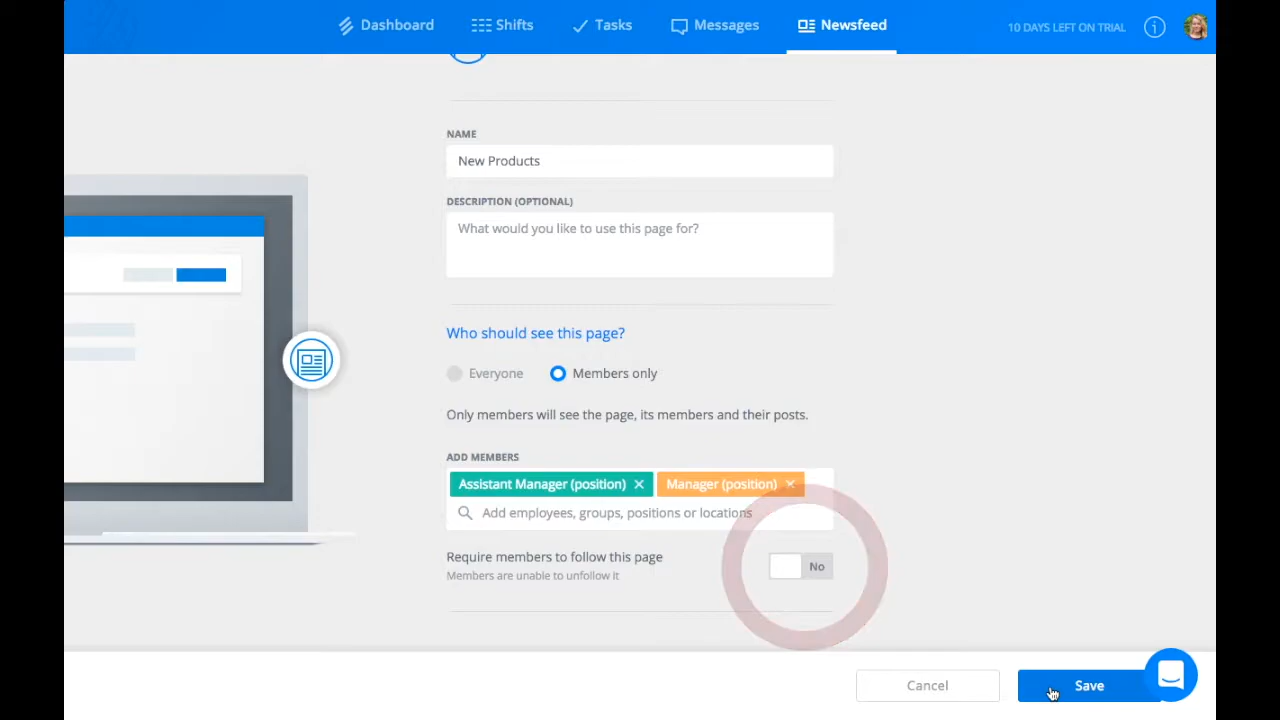 Dashboard Shifts Tasks Messages Newsfeed 10 DAYS LEFT ON TRIAL
NAME
New Products
DESCRIPTION (OPTIONAL)
What would you like to use this page for?
Who should see this page?
Everyone Members only
Only members will see the page, its members and their posts.
ADD MEMBERS
Assistant Manager (position) Manager (position)
Add employees, groups, positions or locations
Require members to follow this page
No
Members are unable to unfollow it
Cancel Save